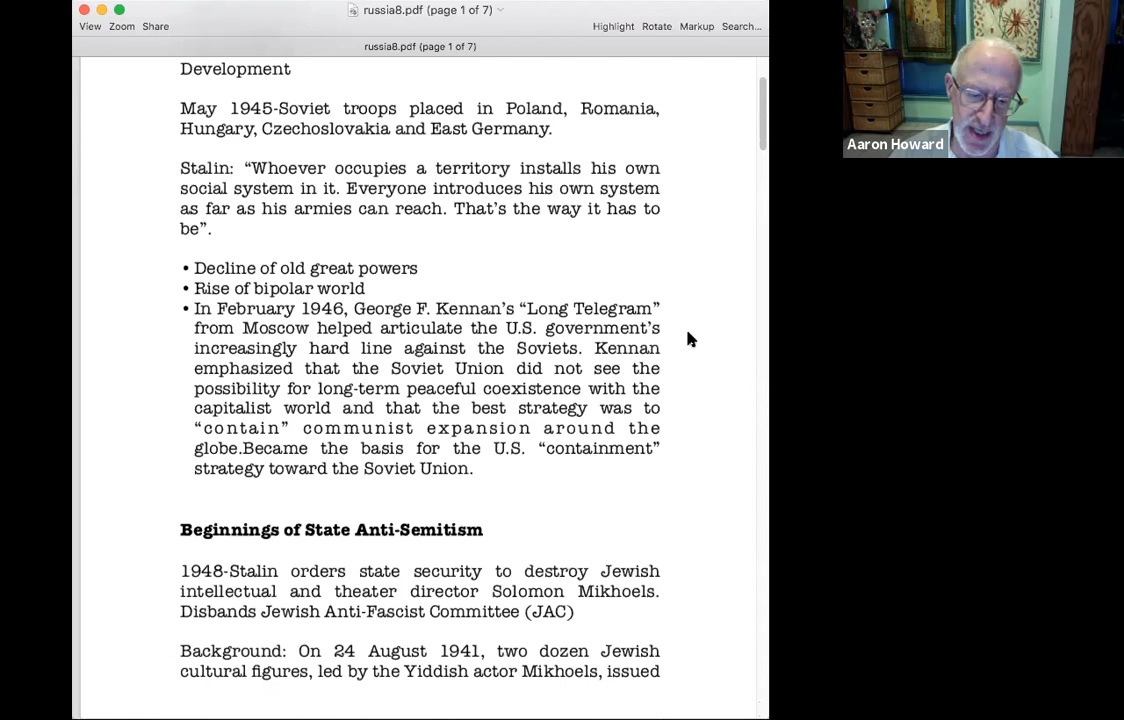 russia8.pdf (page 1 of 7)
View Zoom Share
Highlight Rotate Markup Search...
russia8.pdf (page 1 of 7)
Development
May 1945-Soviet troops placed in Poland, Romania,
Hungary, Czechoslovakia and East Germany.
Stalin: “Whoever occupies a territory installs his own
social system in it. Everyone introduces his own system
as far as his armies can reach. That’s the way it has to
be”.
• Decline of old great powers
• Rise of bipolar world
• In February 1946, George F. Kennan’s “Long Telegram”
from Moscow helped articulate the U.S. government’s
increasingly hard line against the Soviets. Kennan
emphasized that the Soviet Union did not see the
possibility for long-term peaceful coexistence with the
capitalist world and that the best strategy was to
“contain” communist expansion around the
globe.Became the basis for the U.S. “containment”
strategy toward the Soviet Union.
Beginnings of State Anti-Semitism
1948-Stalin orders state security to destroy Jewish
intellectual and theater director Solomon Mikhoels.
Disbands Jewish Anti-Fascist Committee (JAC)
Background: On 24 August 1941, two dozen Jewish
cultural figures, led by the Yiddish actor Mikhoels, issued
Aaron Howard